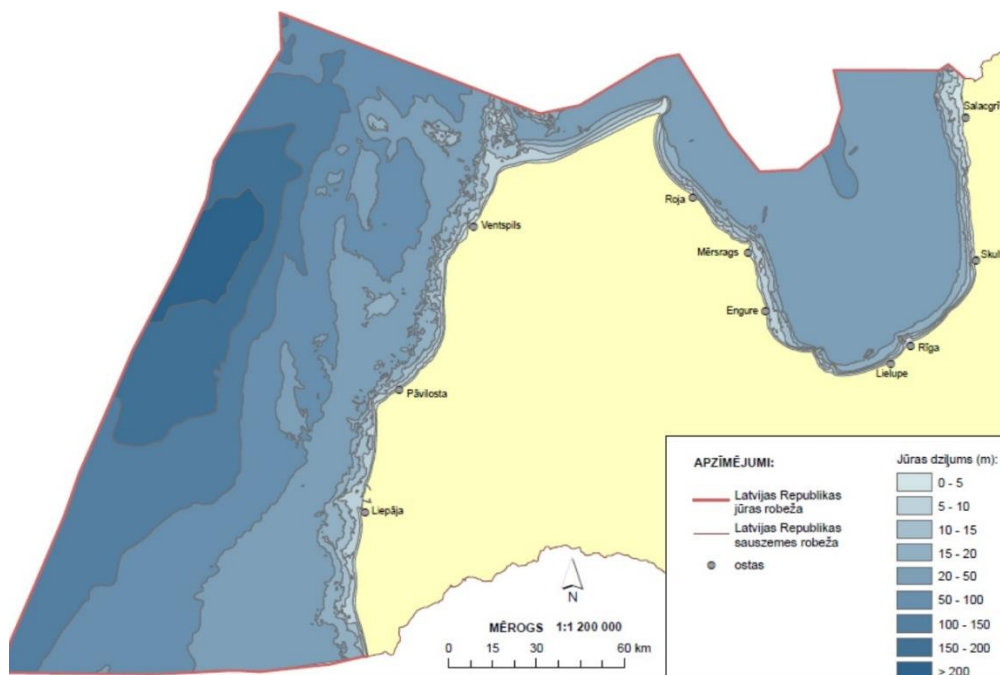 Salacgrī
Ventspils
Roja
Mērsrags
Skul
Engure
Rīga
Lielupe
Pāvilosta
Liepāja
N
MĒROGS 1:1 200 000
0 15 30 60 km
APZĪMĒJUMI:
Latvijas Republikas
jūras robeža
Latvijas Republikas
sauszemes robeža
ostas
Jūras dziļums (m):
0 - 5
5 - 10
10 - 15
15 - 20
20 - 50
50 - 100
100 - 150
150 - 200
> 200